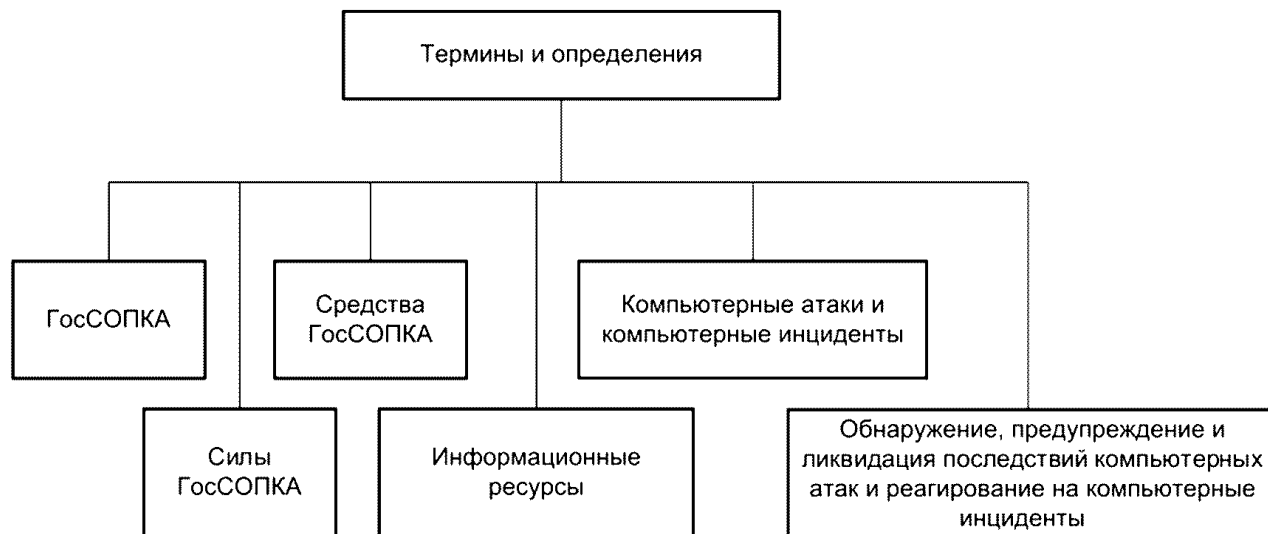 Термины и определения
ГосСОПКА
Средства
ГосСОПКА
Компьютерные атаки и
компьютерные инциденты
Силы
ГосСОПКА
Информационные
ресурсы
Обнаружение, предупреждение и
ликвидация последствий компьютерных
атак и реагирование на компьютерные
инциденты